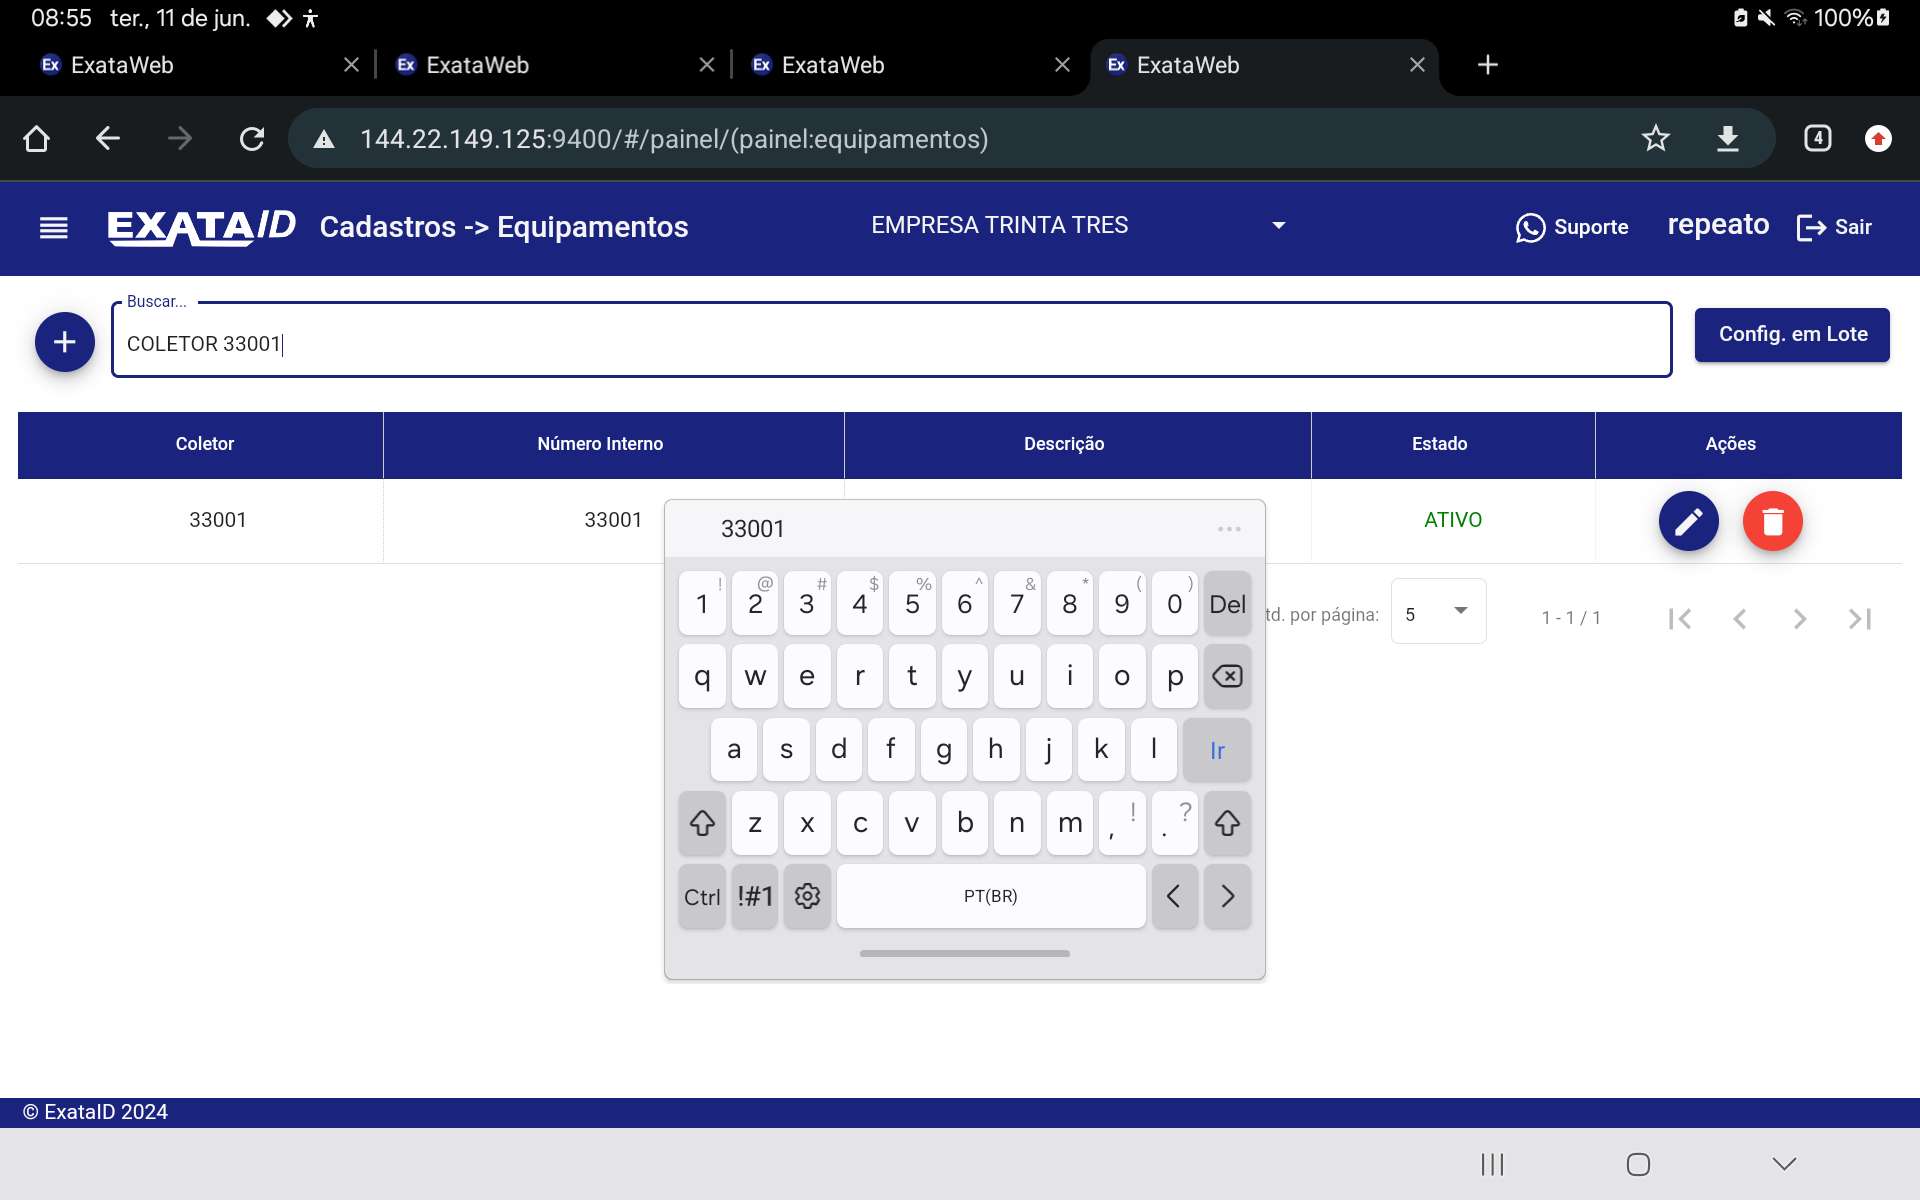 08:55 ter., 11 de jun. 100%
Ex ExataWeb Ex ExataWeb Ex ExataWeb Ex ExataWeb
144.22.149.125:9400/#/painel/(painel:equipamentos) 4
EXATAID Cadastros -> Equipamentos EMPRESA TRINTA TRES Suporte repeato Sair
Buscar...
COLETOR 33001
Config. em Lote
Coletor Número Interno Descrição Estado Ações
33001 33001 ATIVO
td. por página: 5 1 - 1 / 1
33001
! @ # $ % ^ & * ( )
1 2 3 4 5 6 7 8 9 0 Del
q w e r t y u i o p
a s d f g h j k l Ir
z x c v b n m , ! . ?
Ctrl !#1 PT(BR)
© ExataID 2024